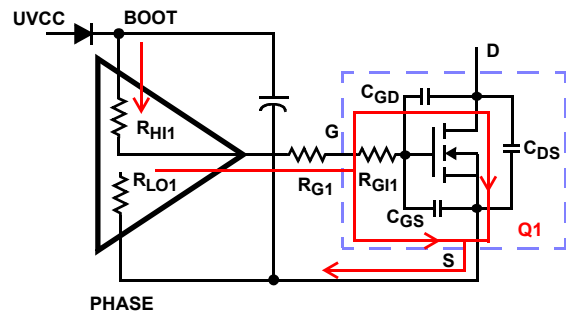 UVCC
BOOT
D
CGD
RHI1
G
CDS
RLO1
RG1
RGI1
CGS
Q1
S
PHASE